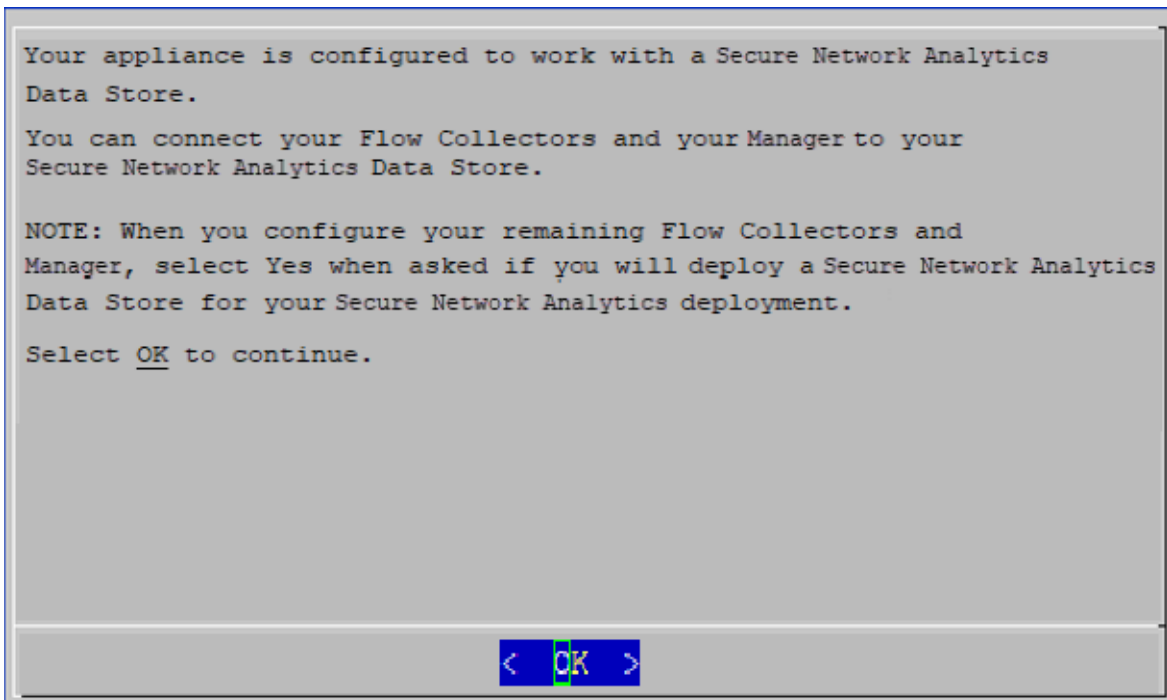 Your appliance is configured to work with a Secure Network Analytics
Data Store.
You can connect your Flow Collectors and your Manager to your
Secure Network Analytics Data Store.
NOTE: When you configure your remaining Flow Collectors and
Manager, select Yes when asked if you will deploy a Secure Network Analytics
Data Store for your Secure Network Analytics deployment.
Select OK to continue.
< OK >